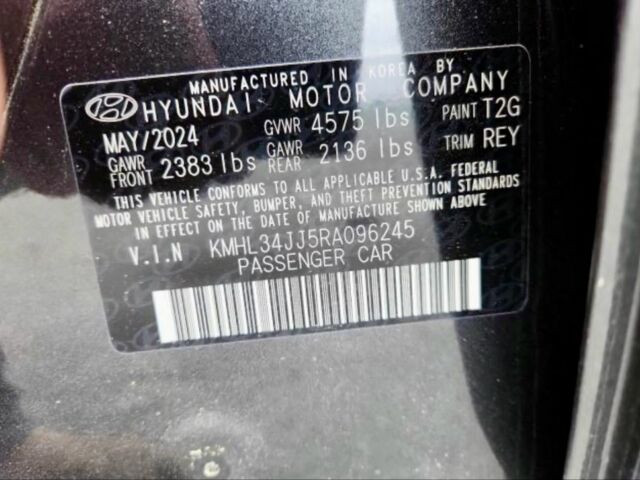 MANUFACTURED IN KOREA BY
HYUNDAI MOTOR COMPANY
MAY/2024 GVWR 4575 lbs PAINT T2G
GAWR FRONT 2383 lbs GAWR REAR 2136 lbs TRIM REY
THIS VEHICLE CONFORMS TO ALL APPLICABLE U.S.A. FEDERAL
MOTOR VEHICLE SAFETY, BUMPER, AND THEFT PREVENTION STANDARDS
IN EFFECT ON THE DATE OF MANUFACTURE SHOWN ABOVE
V.I.N KMHL34JJ5RA096245
PASSENGER CAR